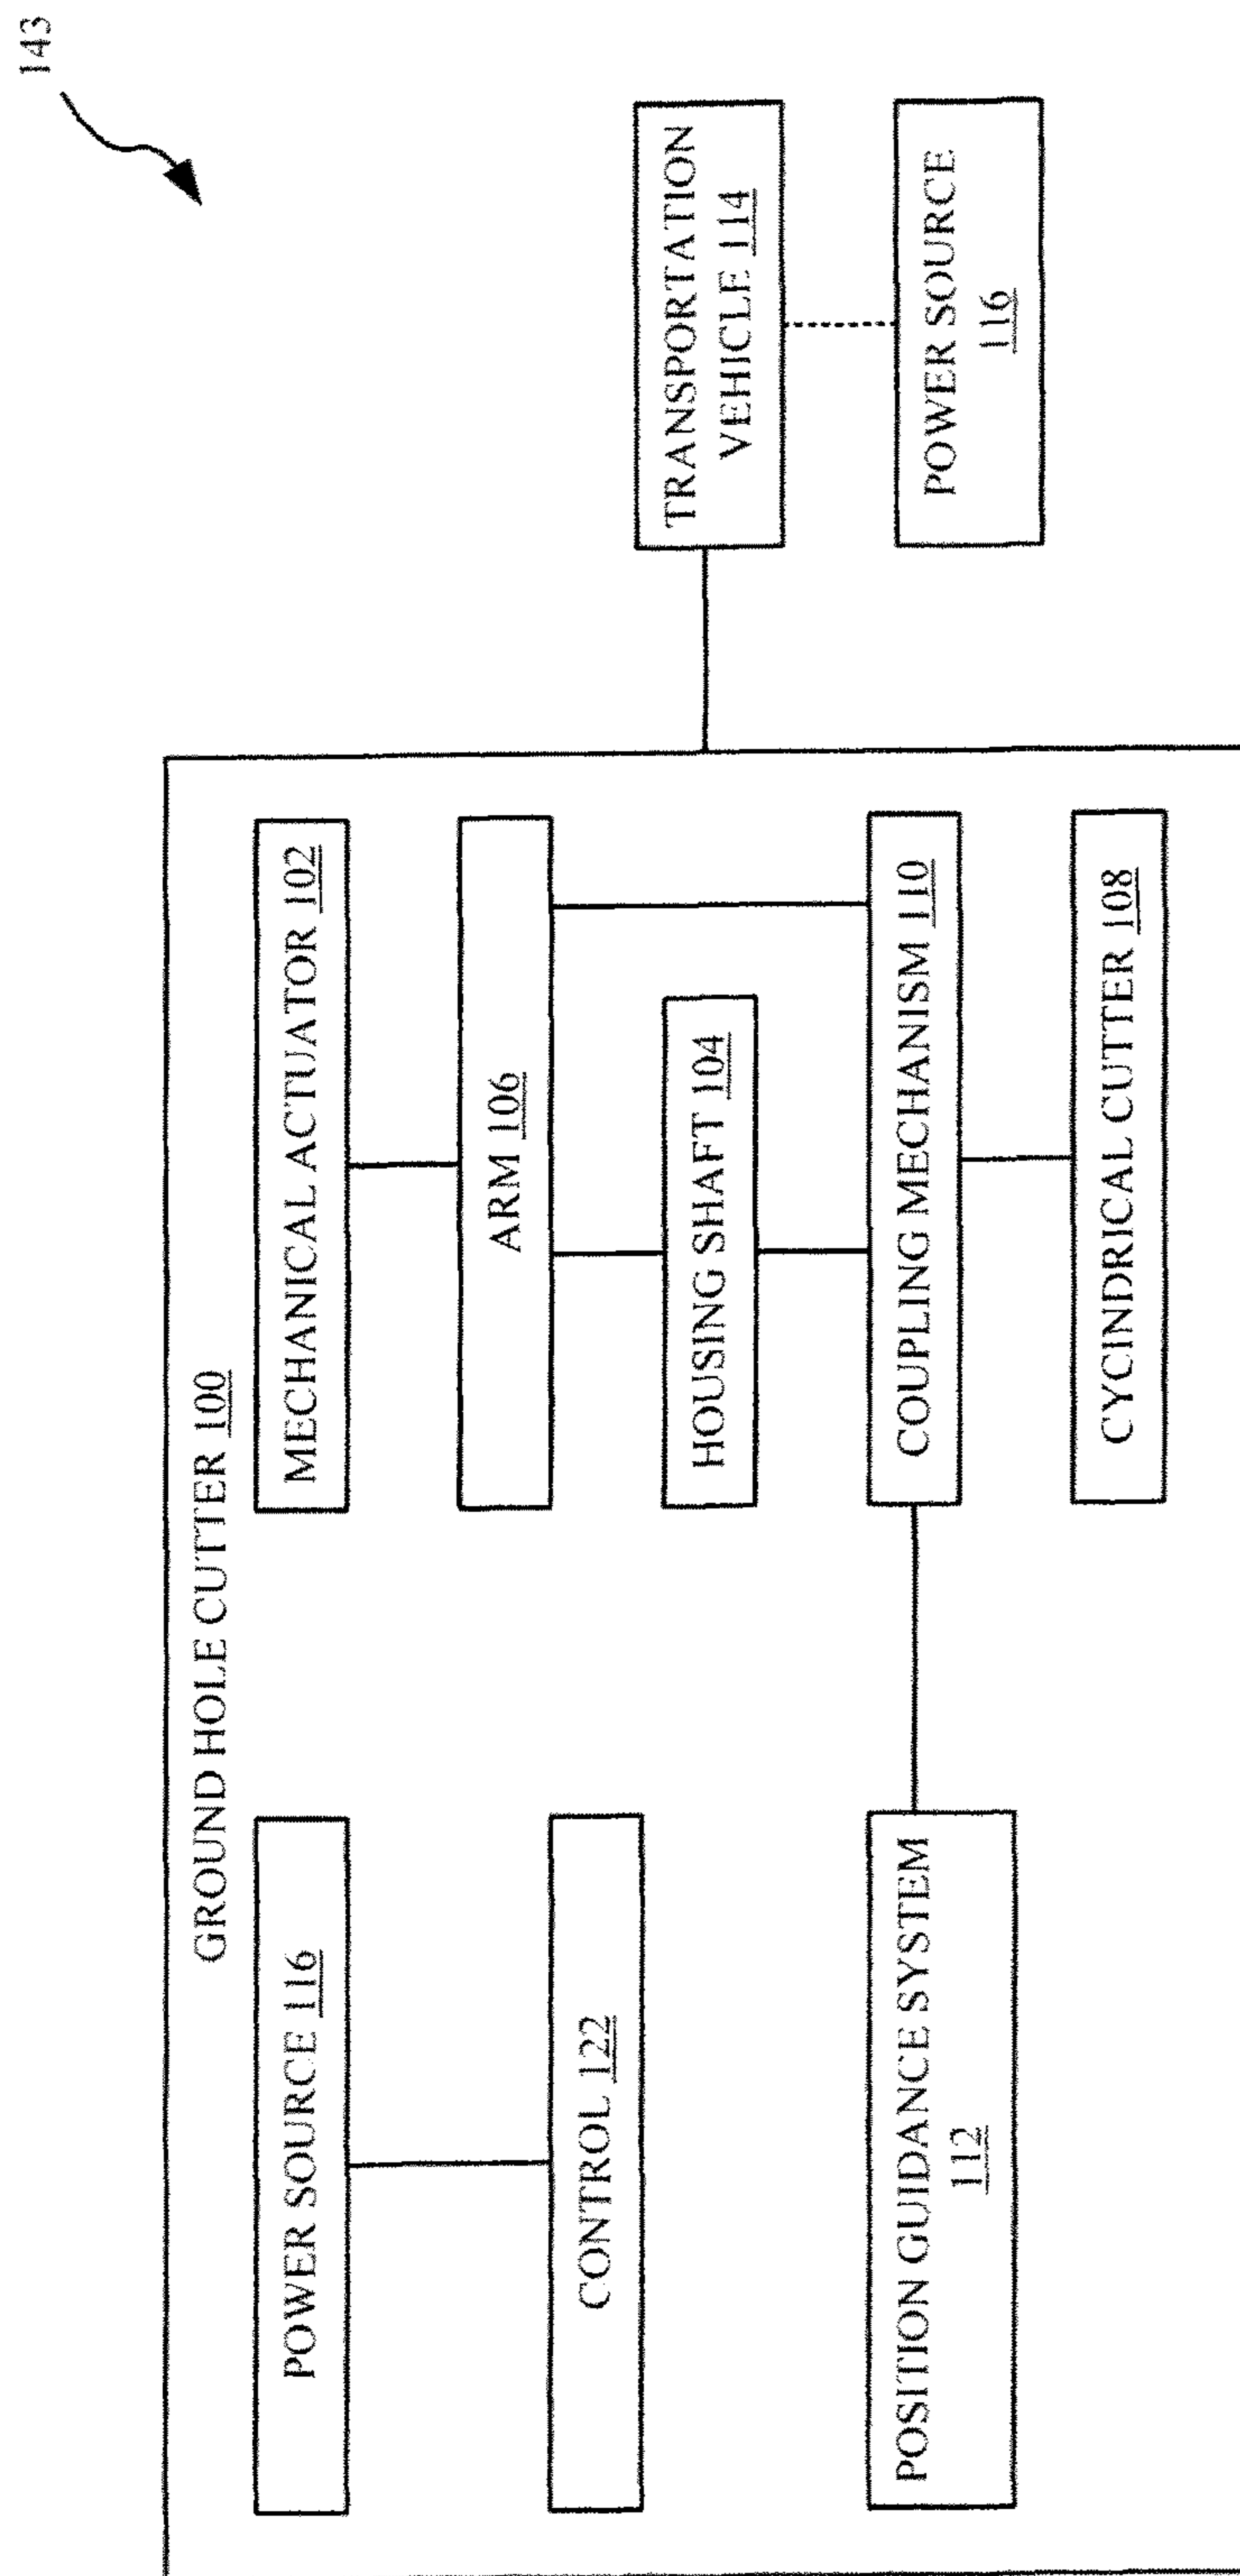 143
GROUND HOLE CUTTER 100
POWER SOURCE 116
MECHANICAL ACTUATOR 102
ARM 106
CONTROL 122
HOUSING SHAFT 104
TRANSPORTATION
VEHICLE 114
POSITION GUIDANCE SYSTEM
112
COUPLING MECHANISM 110
POWER SOURCE
116
CYCINDRICAL CUTTER 108